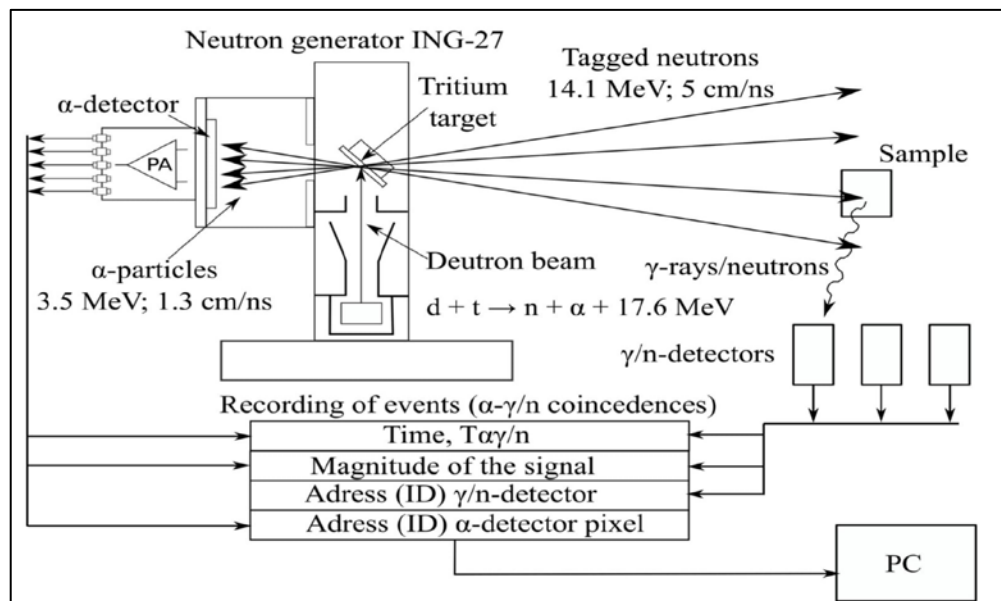 Neutron generator ING-27
Tagged neutrons
14.1 MeV; 5 cm/ns
Tritium
target
α-detector
PA
Sample
α-particles
3.5 MeV; 1.3 cm/ns
Deutron beam
d + t → n + α + 17.6 MeV
γ-rays/neutrons
γ/n-detectors
Recording of events (α-γ/n coincedences)
Time, Tαγ/n
Magnitude of the signal
Adress (ID) γ/n-detector
Adress (ID) α-detector pixel
PC